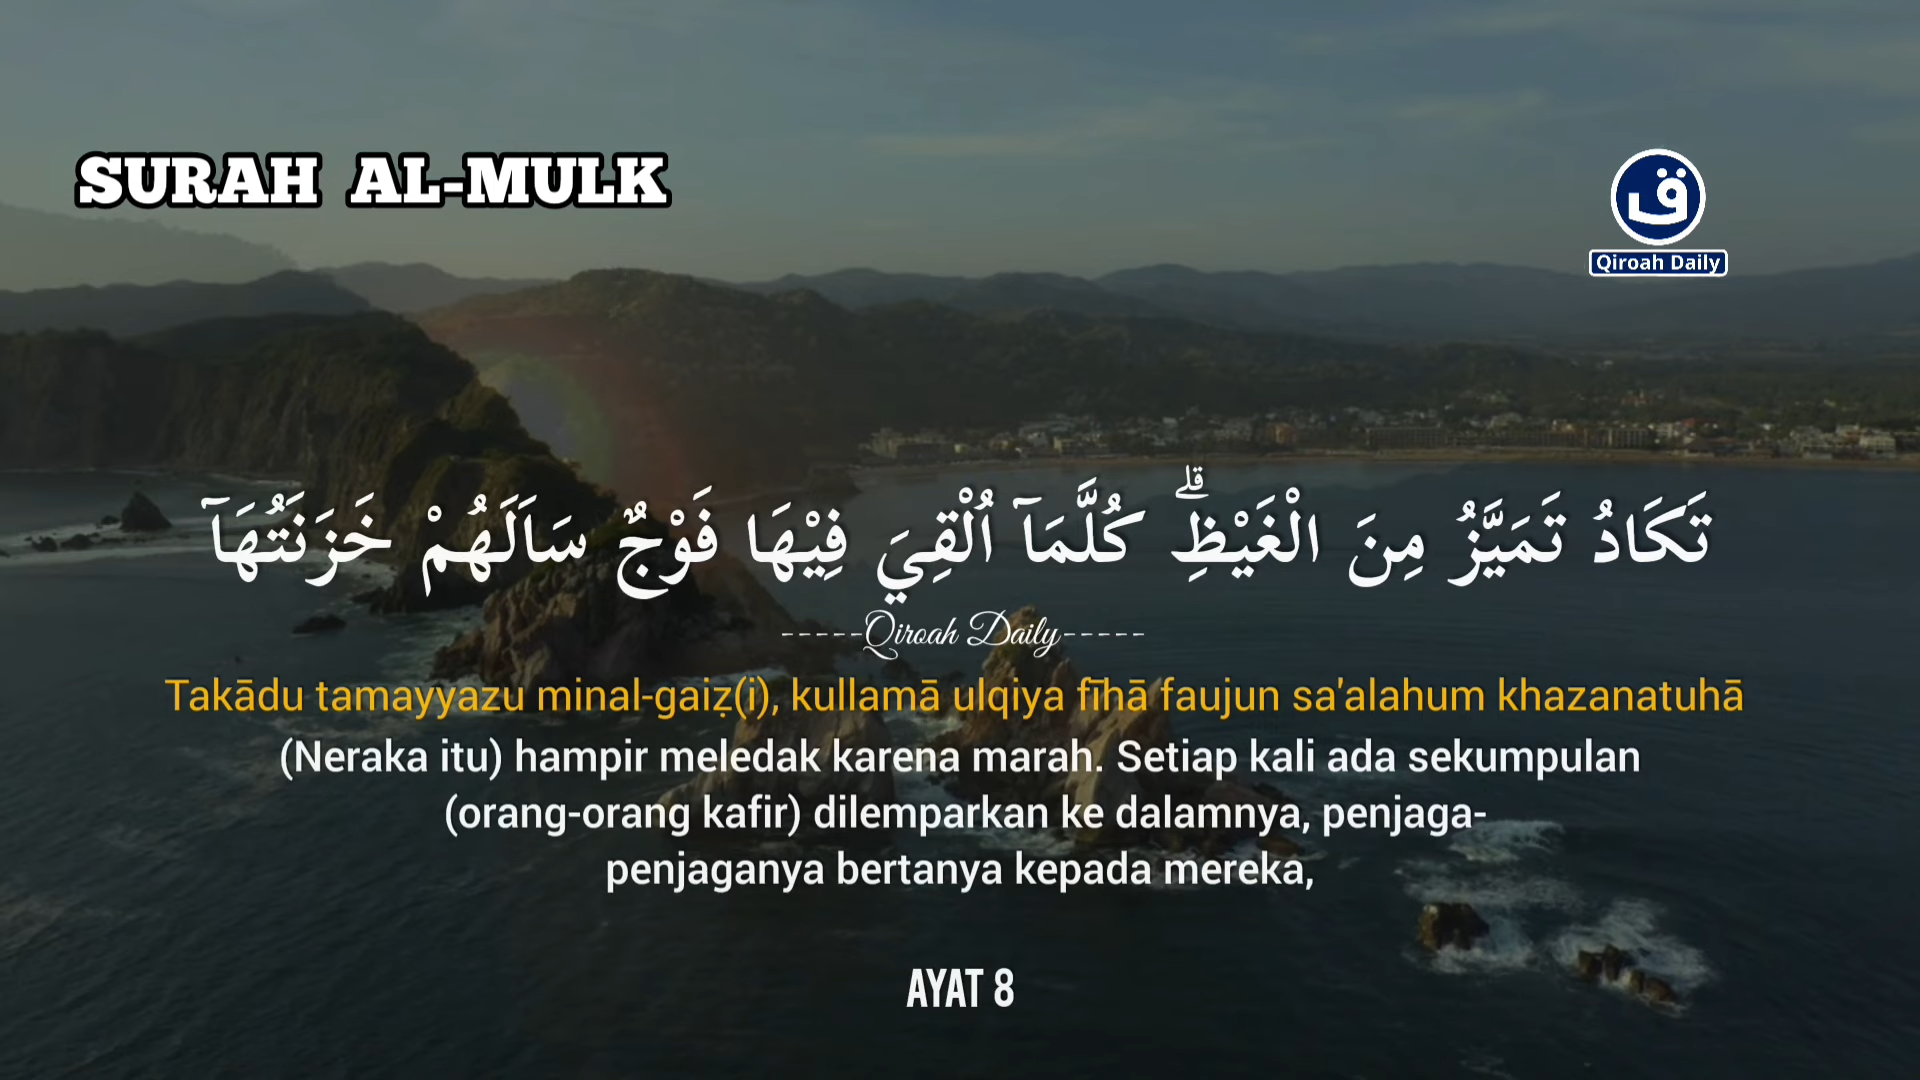 SURAH AL-MULK
ق
Qiroah Daily
تَكَادُ تَمَيَّزُ مِنَ الْغَيْظِۗ كُلَّمَآ اُلْقِيَ فِيْهَا فَوْجٌ سَاَلَهُمْ خَزَنَتُهَآ
-----Qiroah Daily-----
Takādu tamayyazu minal-gaiẓ(i), kullamā ulqiya fīhā faujun sa'alahum khazanatuhā
(Neraka itu) hampir meledak karena marah. Setiap kali ada sekumpulan
(orang-orang kafir) dilemparkan ke dalamnya, penjaga-
penjaganya bertanya kepada mereka,
AYAT 8